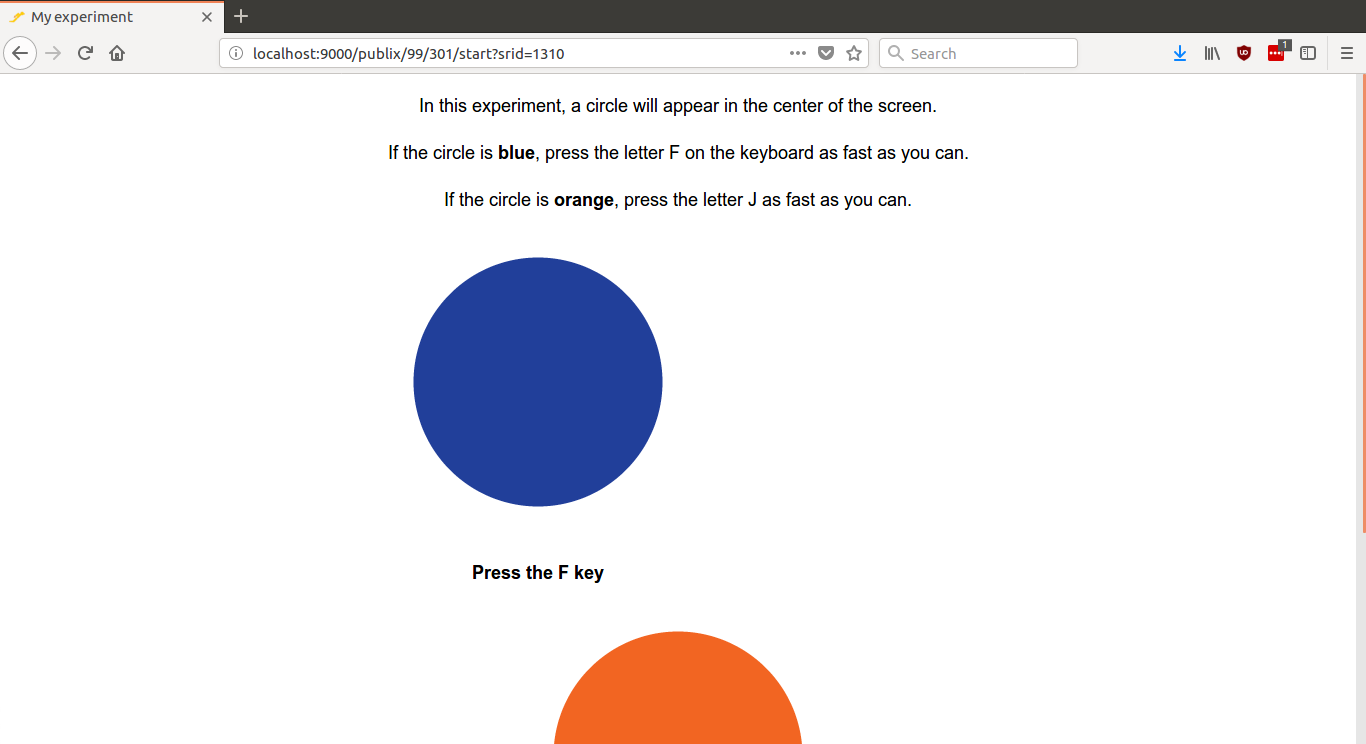 My experiment
localhost:9000/publix/99/301/start?srid=1310
Search
1
In this experiment, a circle will appear in the center of the screen.
If the circle is blue, press the letter F on the keyboard as fast as you can.
If the circle is orange, press the letter J as fast as you can.
Press the F key